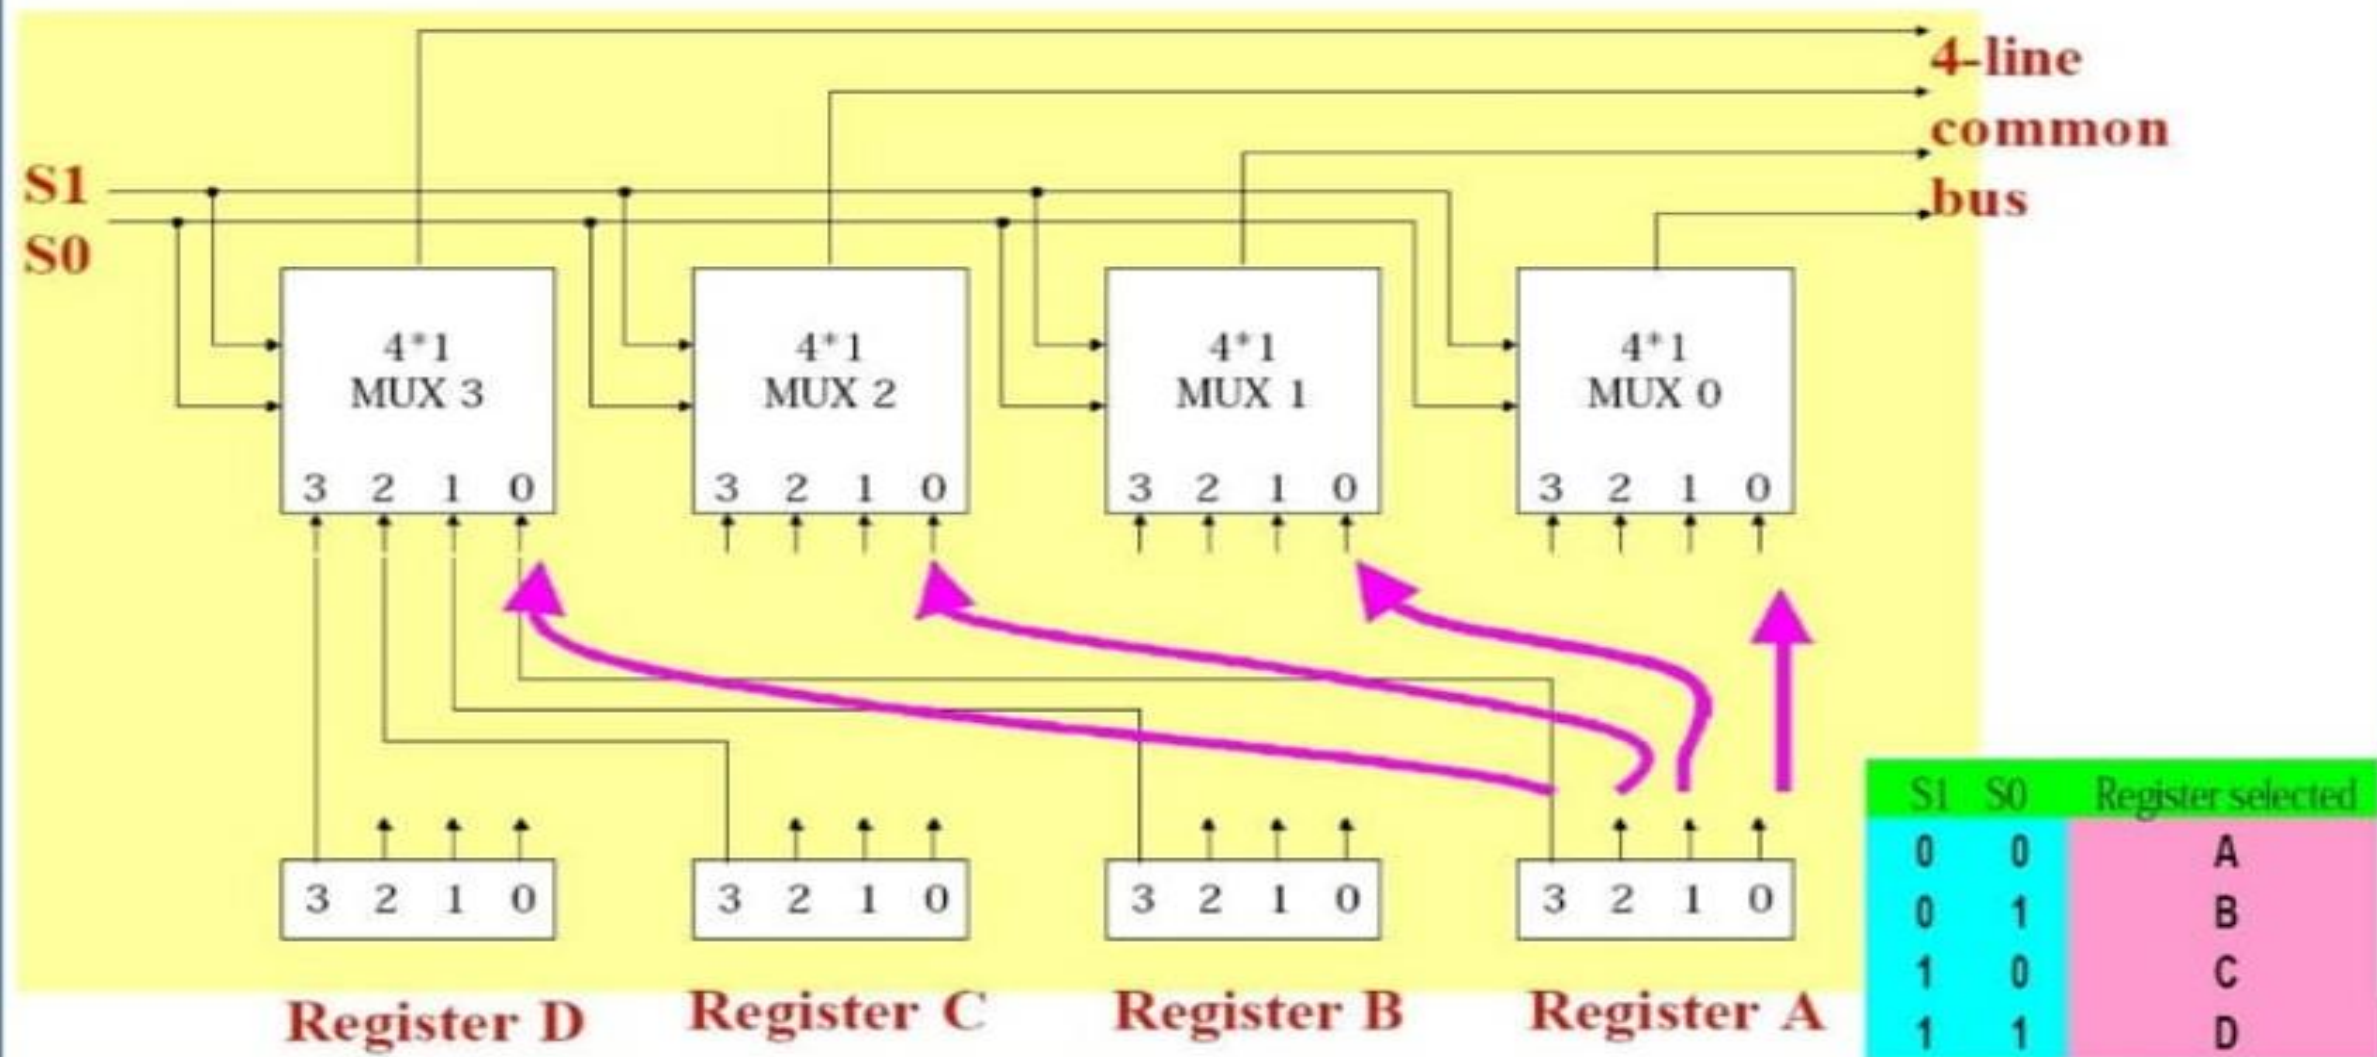 4-line
common
bus
S1
S0
4*1
MUX 3
3 2 1 0
4*1
MUX 2
3 2 1 0
4*1
MUX 1
3 2 1 0
4*1
MUX 0
3 2 1 0
3 2 1 0
Register D
3 2 1 0
Register C
3 2 1 0
Register B
3 2 1 0
Register A
S1 S0 Register selected
0 0 A
0 1 B
1 0 C
1 1 D